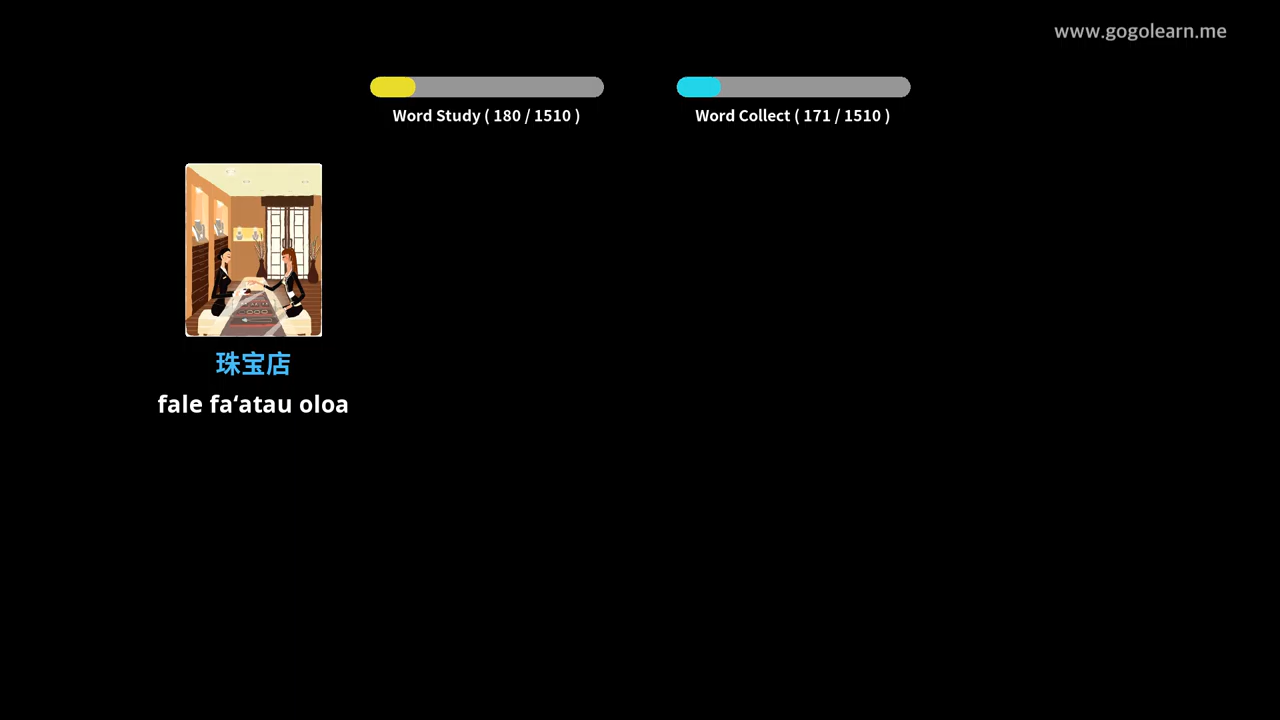 www.gogolearn.me
Word Study ( 180 / 1510 )
Word Collect ( 171 / 1510 )
珠宝店
fale fa‘atau oloa